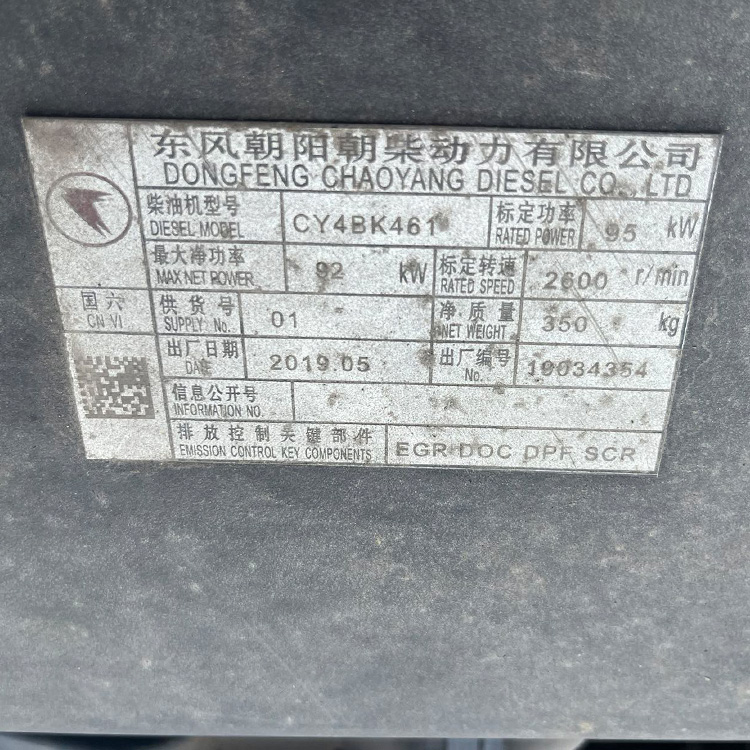 东风朝阳朝柴动力有限公司
DONGFENG CHAOYANG DIESEL CO.,LTD
柴油机型号 CY4BK461 标定功率 95 kW
DIESEL MODEL RATED POWER
最大净功率 92 kW 标定转速 2600 r/min
MAX NET POWER RATED SPEED
国六 供货号 01 净质量 350 kg
CN VI SUPPLY No. NET WEIGHT
出厂日期 2019.05 出厂编号 19034354
DATE No.
信息公开号
INFORMATION NO.
排放控制关键部件 EGR DOC DPF SCR
EMISSION CONTROL KEY COMPONENTS